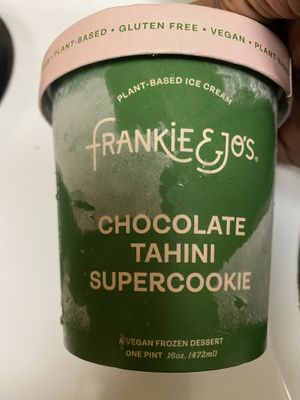 PLANT-BASED • GLUTEN FREE • VEGAN • PLANT-BASED
PLANT-BASED ICE CREAM
FRANKIE & JO'S®
CHOCOLATE
TAHINI
SUPERCOOKIE
A VEGAN FROZEN DESSERT
ONE PINT 16oz. (472ml)